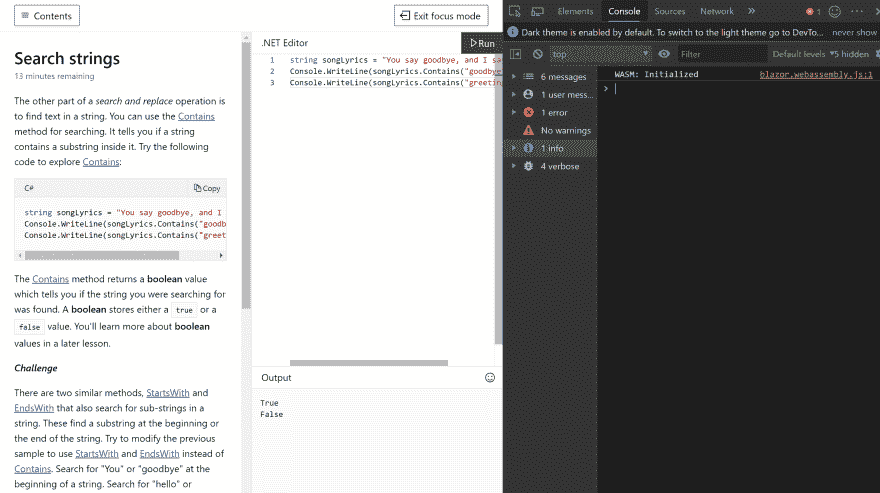 Contents
Exit focus mode
Search strings
13 minutes remaining
The other part of a search and replace operation is
to find text in a string. You can use the Contains
method for searching. It tells you if a string
contains a substring inside it. Try the following
code to explore Contains:
C#
Copy
string songLyrics = "You say goodbye, and I
Console.WriteLine(songLyrics.Contains("goodb
Console.WriteLine(songLyrics.Contains("greet
The Contains method returns a boolean value
which tells you if the string you were searching for
was found. A boolean stores either a true or a
false value. You'll learn more about boolean
values in a later lesson.
Challenge
There are two similar methods, StartsWith and
EndsWith that also search for sub-strings in a
string. These find a substring at the beginning or
the end of the string. Try to modify the previous
sample to use StartsWith and EndsWith instead of
Contains. Search for "You" or "goodbye" at the
beginning of a string. Search for "hello" or
.NET Editor
Run
1 string songLyrics = "You say goodbye, and I sa
2 Console.WriteLine(songLyrics.Contains("goodbye
3 Console.WriteLine(songLyrics.Contains("greetin
Output
True
False
Elements
Console
Sources
Network
1
Dark theme is enabled by default. To switch to the light theme go to DevTo...
never show
top
Filter
Default levels
5 hidden
6 messages
1 user mess...
1 error
No warnings
1 info
4 verbose
WASM: Initialized
blazor.webassembly.js:1